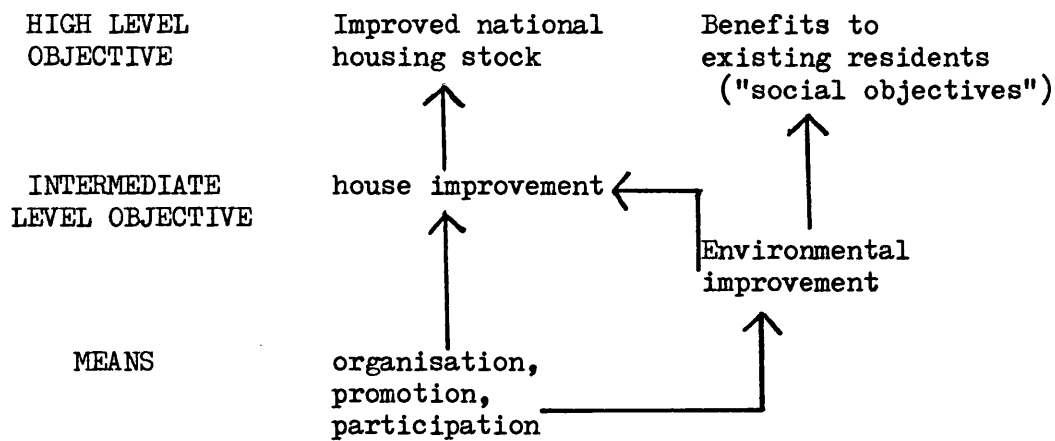 HIGH LEVEL
OBJECTIVE
Improved national
housing stock
Benefits to
existing residents
("social objectives")
INTERMEDIATE
LEVEL OBJECTIVE
house improvement
Environmental
improvement
MEANS
organisation,
promotion,
participation